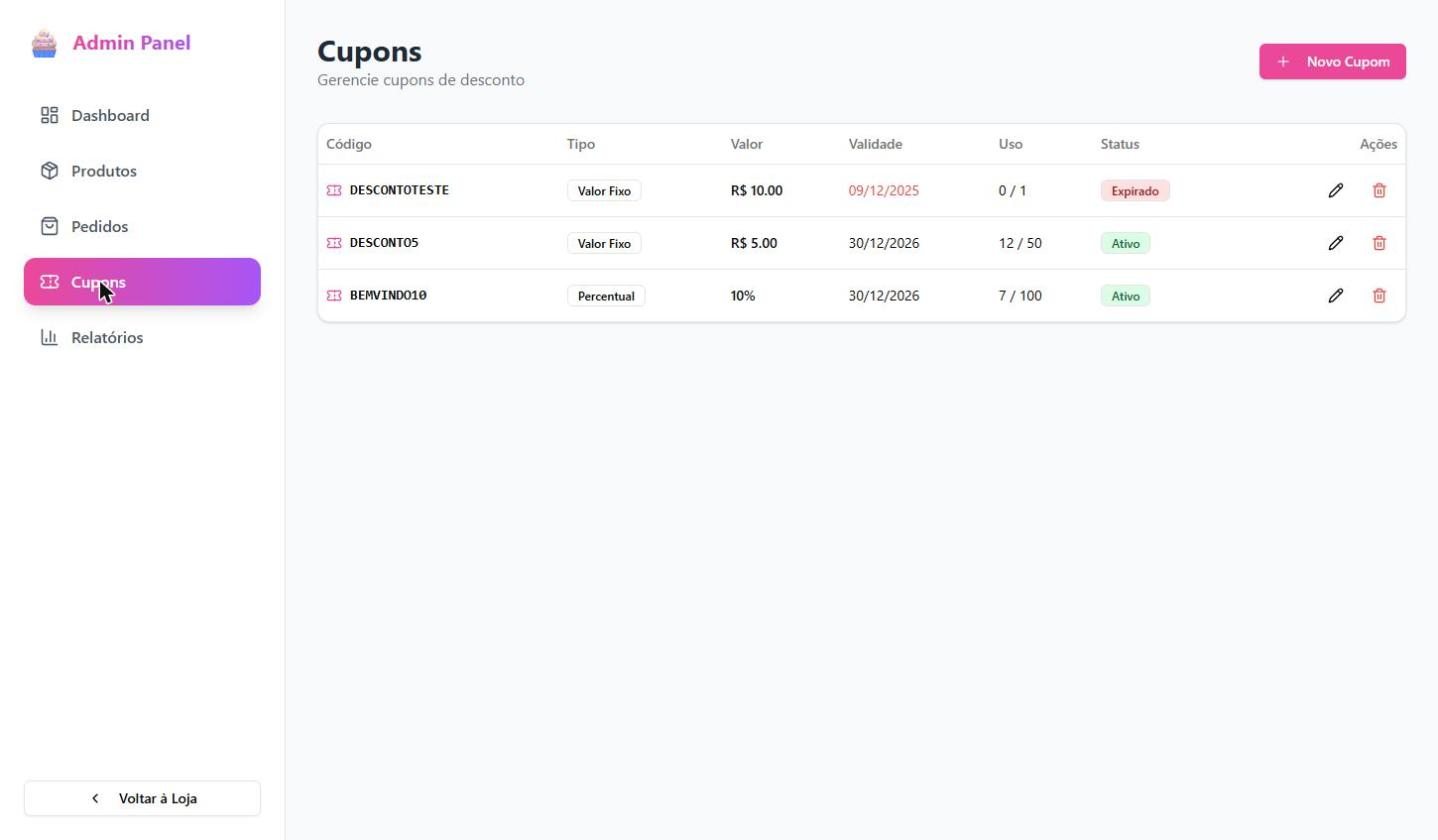 Admin Panel
Dashboard
Produtos
Pedidos
Cupons
Relatórios
Voltar à Loja
Cupons
Gerencie cupons de desconto
Novo Cupom
Código Tipo Valor Validade Uso Status Ações
DESCONTOTESTE Valor Fixo R$ 10.00 09/12/2025 0 / 1 Expirado
DESCONTO5 Valor Fixo R$ 5.00 30/12/2026 12 / 50 Ativo
BEMVINDO10 Percentual 10% 30/12/2026 7 / 100 Ativo